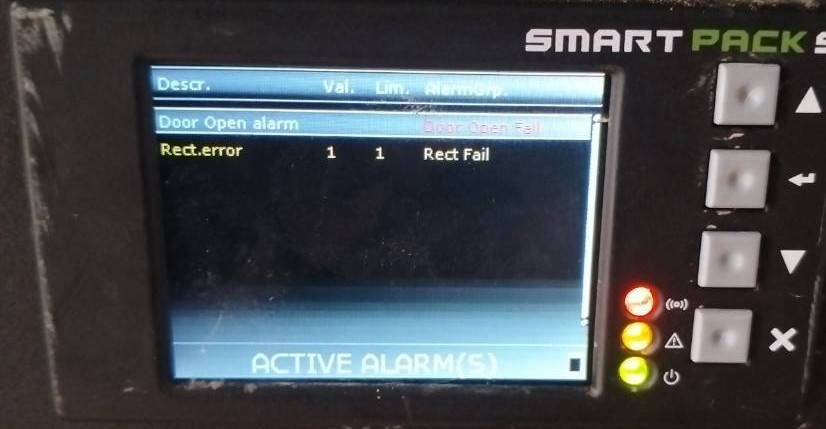 SMART PACK S
Descr. Val. Lim. AlarmGrp.
Door Open alarm Door Open Fail
Rect.error 1 1 Rect Fail
ACTIVE ALARM(S)